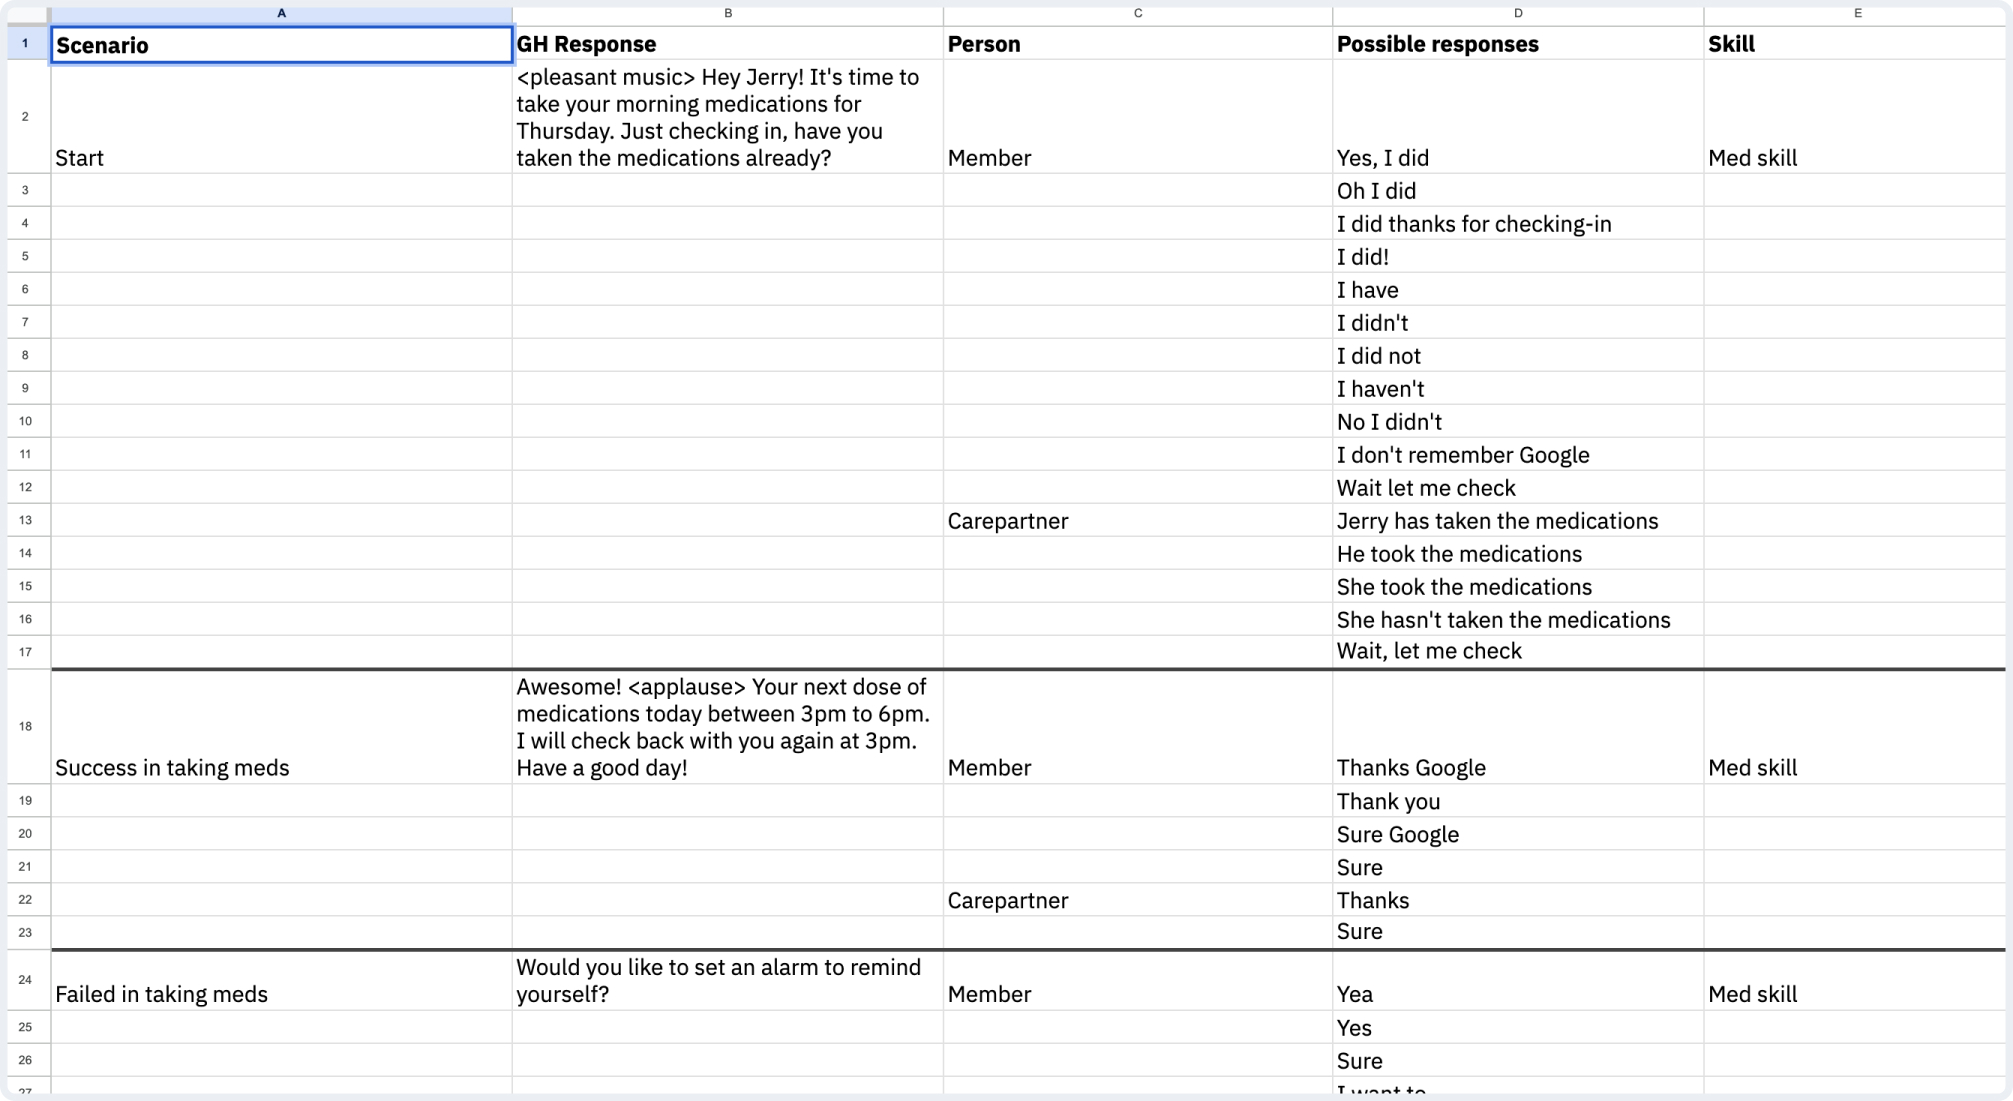 A B C D E
1 Scenario GH Response Person Possible responses Skill
<pleasant music> Hey Jerry! It's time to
take your morning medications for
Thursday. Just checking in, have you
2 Start taken the medications already? Member Yes, I did Med skill
3 Oh I did
4 I did thanks for checking-in
5 I did!
6 I have
7 I didn't
8 I did not
9 I haven't
10 No I didn't
11 I don't remember Google
12 Wait let me check
13 Carepartner Jerry has taken the medications
14 He took the medications
15 She took the medications
16 She hasn't taken the medications
17 Wait, let me check
Awesome! <applause> Your next dose of
medications today between 3pm to 6pm.
I will check back with you again at 3pm.
18 Success in taking meds Have a good day! Member Thanks Google Med skill
19 Thank you
20 Sure Google
21 Sure
22 Carepartner Thanks
23 Sure
Would you like to set an alarm to remind
24 Failed in taking meds yourself? Member Yea Med skill
25 Yes
26 Sure
27 I want to